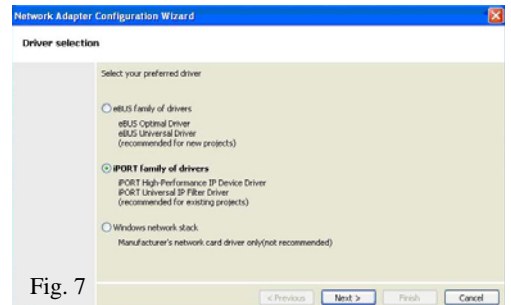 Network Adapter Configuration Wizard
Driver selection
Select your preferred driver
eBUS family of drivers
eBUS Optimal Driver
eBUS Universal Driver
(recommended for new projects)
iPORT family of drivers
iPORT High-Performance IP Device Driver
iPORT Universal IP Filter Driver
(recommended for existing projects)
Windows network stack
Manufacturer's network card driver only(not recommended)
Fig. 7
< Previous
Next >
Finish
Cancel